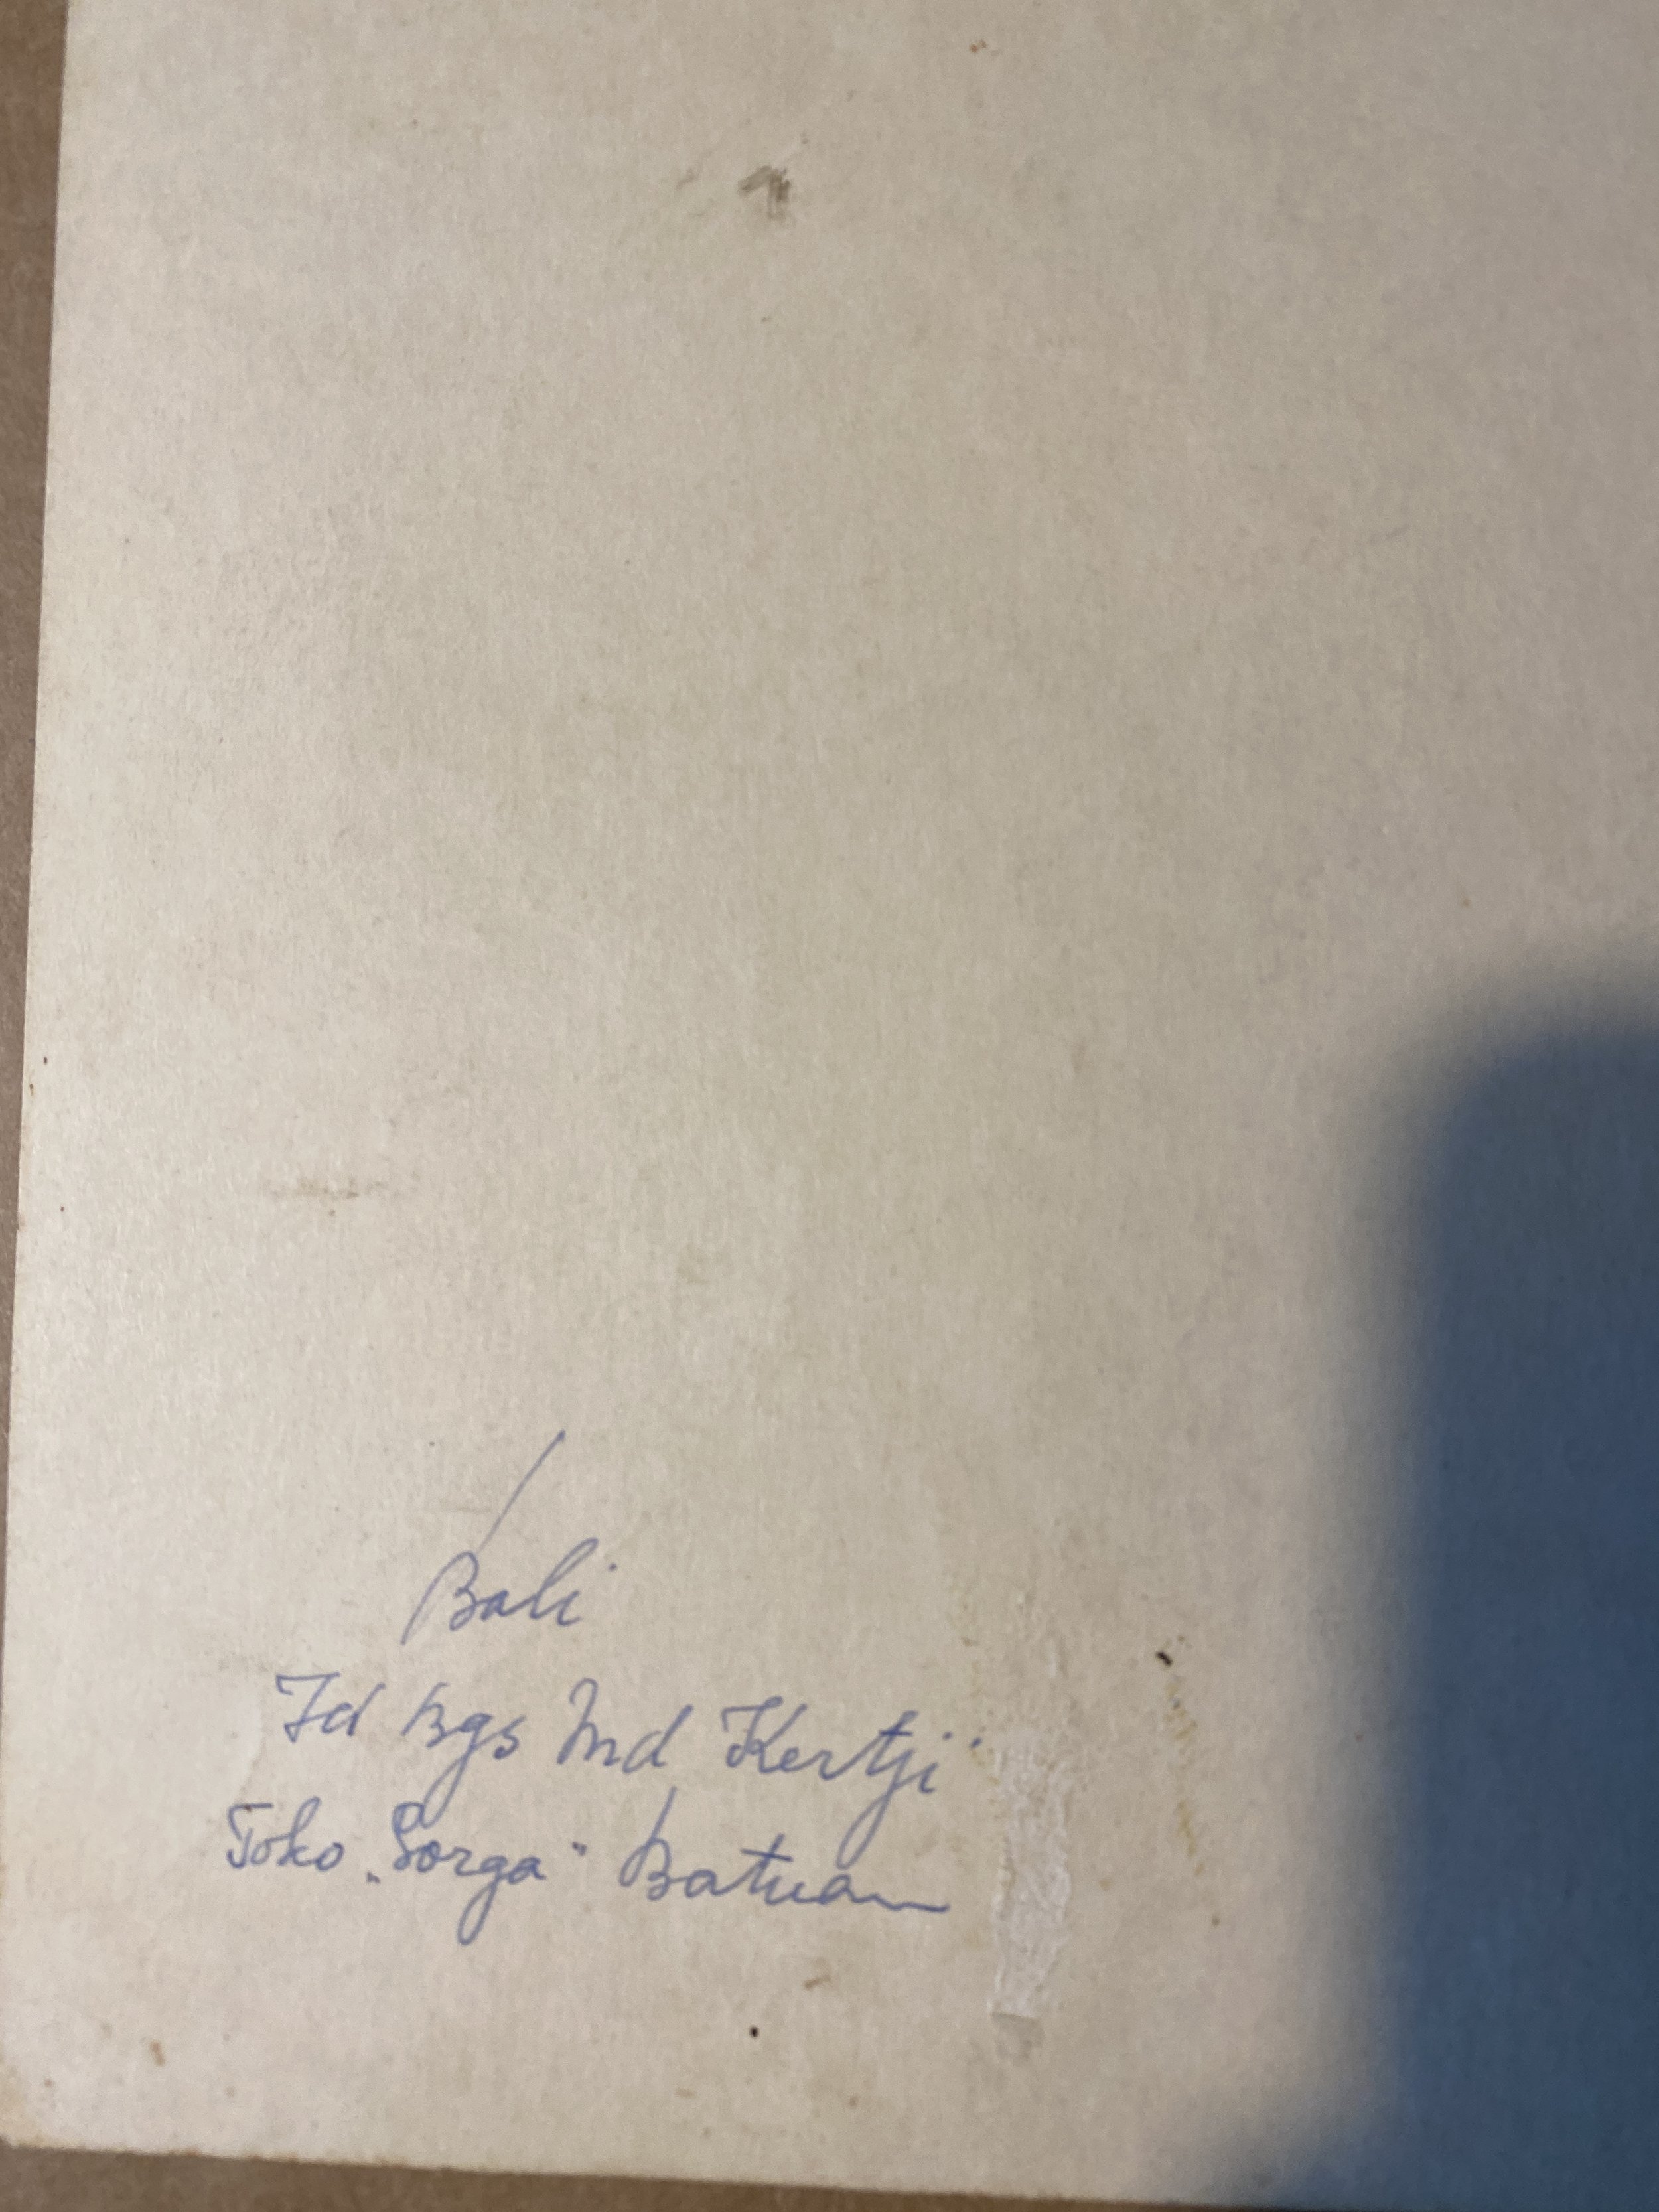 Bali
Id Bgs Md Kertji
Toko „Sorga" Batuan